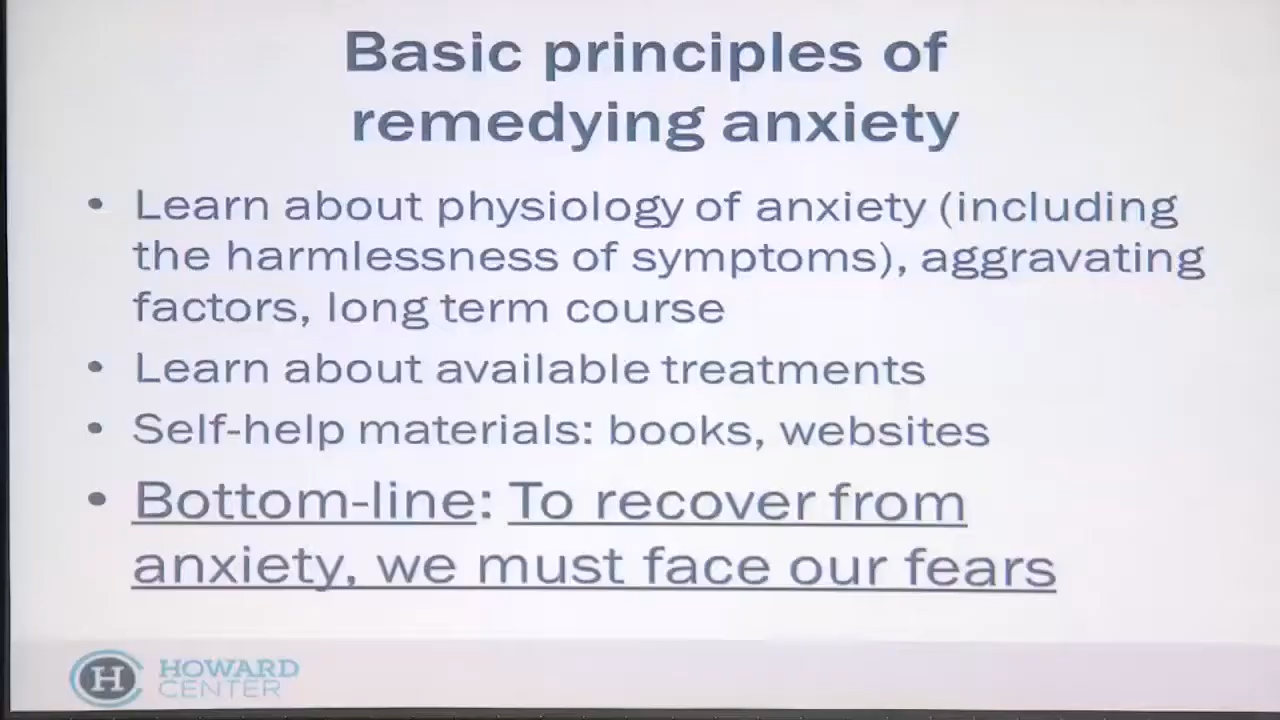 Basic principles of
remedying anxiety
• Learn about physiology of anxiety (including
the harmlessness of symptoms), aggravating
factors, long term course
• Learn about available treatments
• Self-help materials: books, websites
• Bottom-line: To recover from
anxiety, we must face our fears
H HOWARD
CENTER